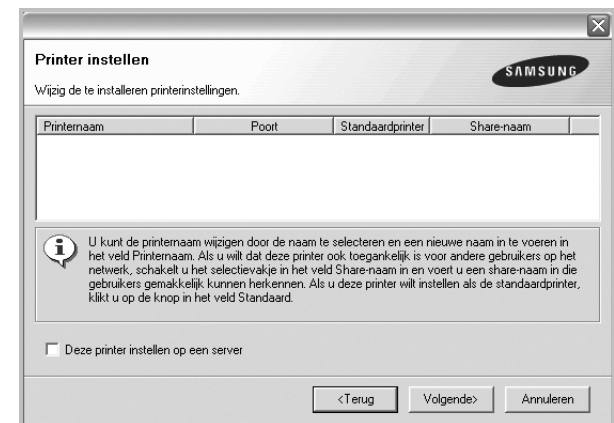 Printer instellen
SAMSUNG
Wijzig de te installeren printerinstellingen.
Printernaam Poort Standaardprinter Share-naam
U kunt de printernaam wijzigen door de naam te selecteren en een nieuwe naam in te voeren in
het veld Printernaam. Als u wilt dat deze printer ook toegankelijk is voor andere gebruikers op het
netwerk, schakelt u het selectievakje in het veld Share-naam in en voert u een share-naam in die
gebruikers gemakkelijk kunnen herkennen. Als u deze printer wilt instellen als de standaardprinter,
klikt u op de knop in het veld Standaard.
Deze printer instellen op een server
<Terug Volgende> Annuleren